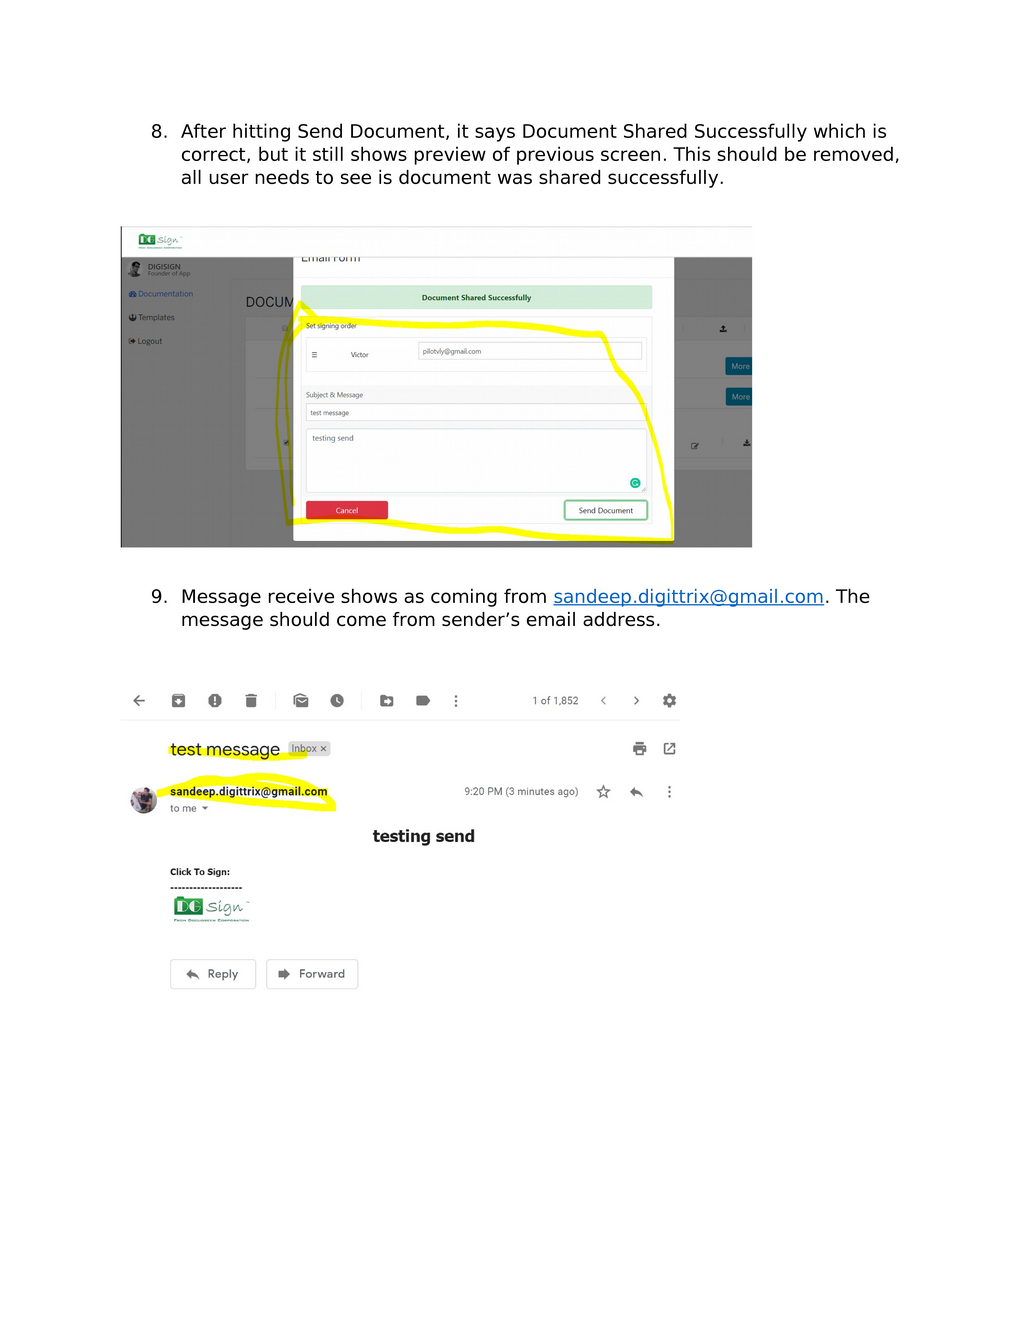 8. After hitting Send Document, it says Document Shared Successfully which is
correct, but it still shows preview of previous screen. This should be removed,
all user needs to see is document was shared successfully.
DG Sign
Email Form
DIGISIGN
Founder of App
Document Shared Successfully
Documentation
DOCUM
Templates
Set signing order
Logout
Victor
pilotvly@gmail.com
More
Subject & Message
More
test message
testing send
Cancel
Send Document
9. Message receive shows as coming from sandeep.digittrix@gmail.com. The
message should come from sender’s email address.
1 of 1,852
test message
Inbox ×
sandeep.digittrix@gmail.com
9:20 PM (3 minutes ago)
to me
testing send
Click To Sign:
-------------------
DG Sign™
Reply
Forward